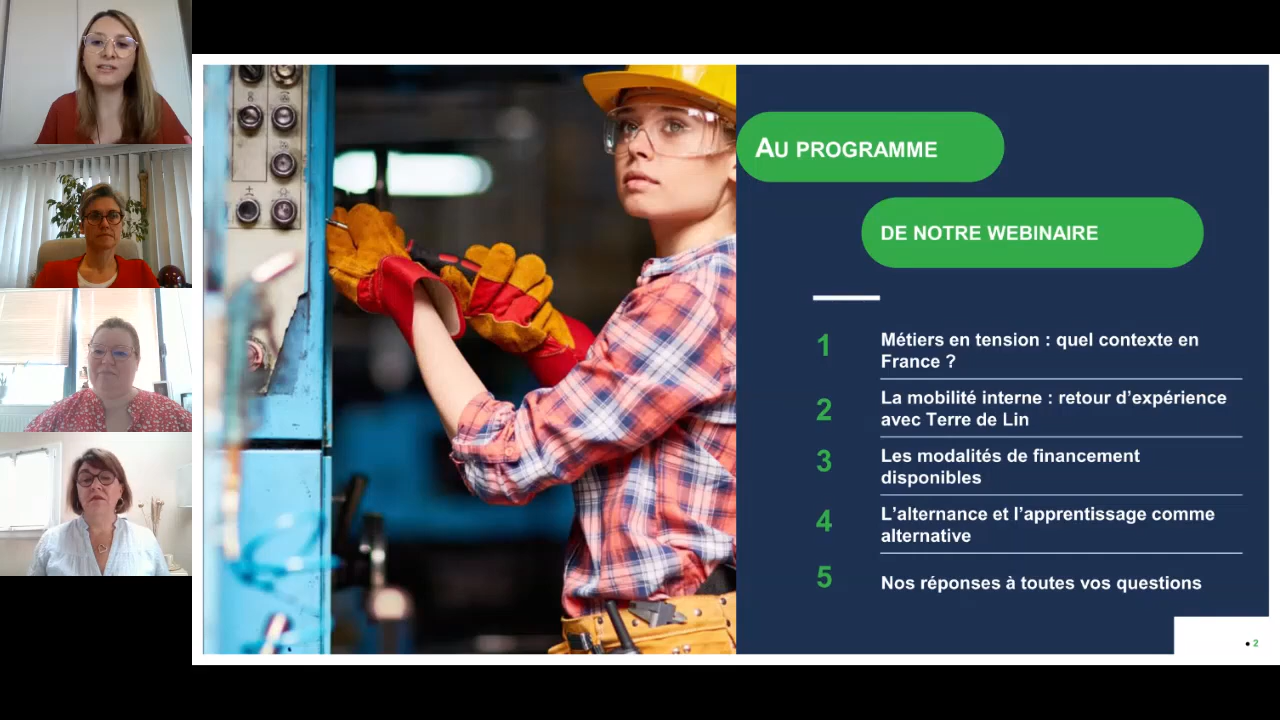 AU PROGRAMME
DE NOTRE WEBINAIRE
1
Métiers en tension : quel contexte en
France ?
2
La mobilité interne : retour d’expérience
avec Terre de Lin
3
Les modalités de financement
disponibles
4
L’alternance et l’apprentissage comme
alternative
5
Nos réponses à toutes vos questions
• 2